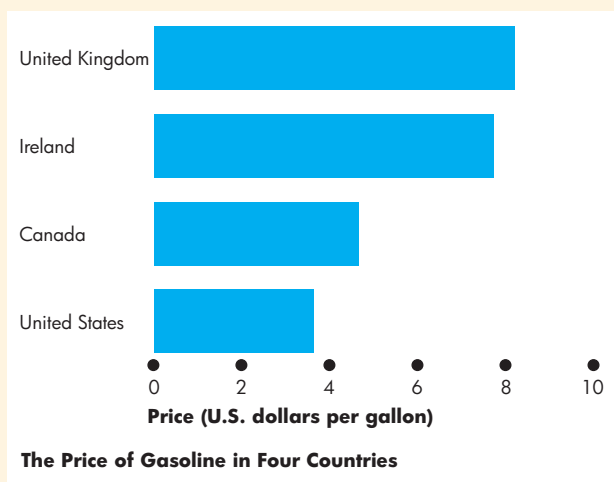 United Kingdom
Ireland
Canada
United States
0 2 4 6 8 10
Price (U.S. dollars per gallon)
The Price of Gasoline in Four Countries